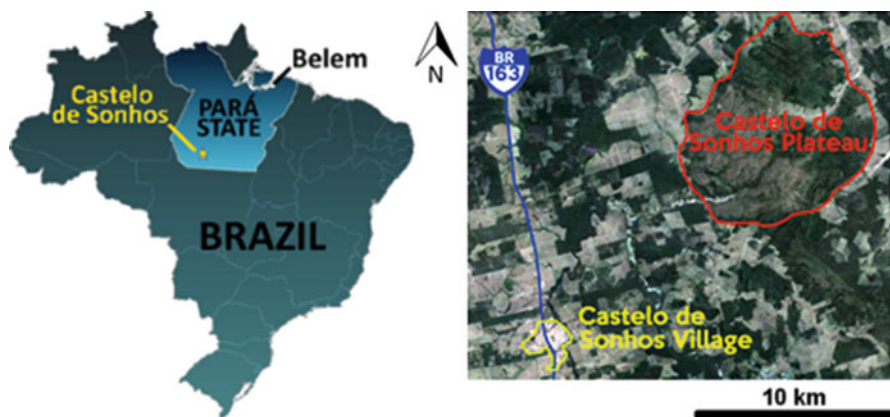 Belem
Castelo
de Sonhos
PARÁ
STATE
BRAZIL
N
BR
163
Castelo de
Sonhos Plateau
Castelo de
Sonhos Village
10 km